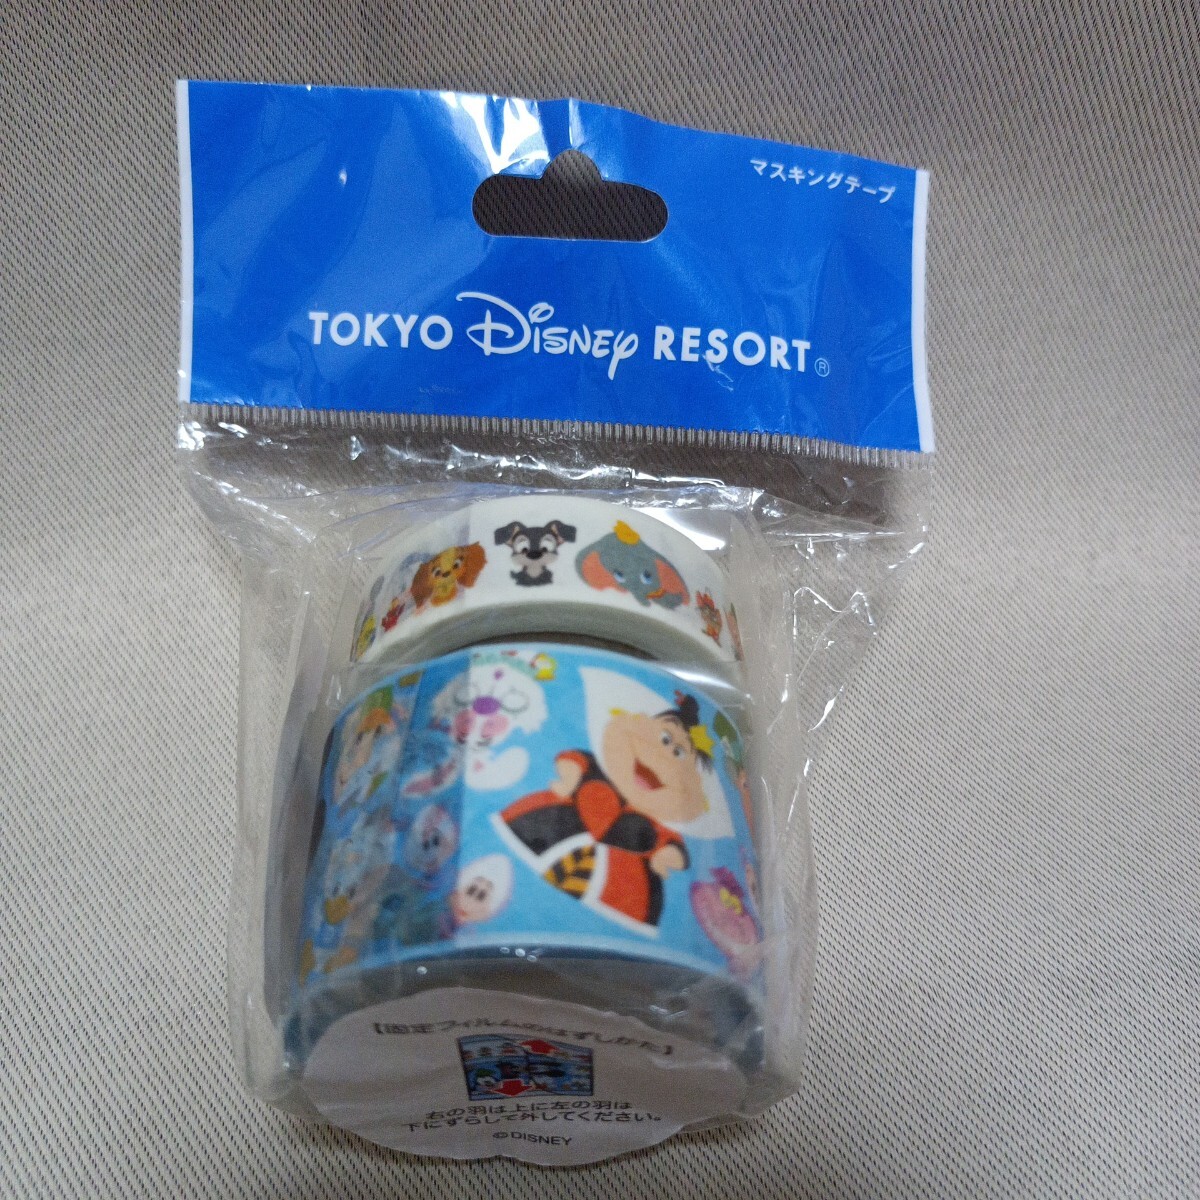 マスキングテープ
TOKYO Disney RESORT®
【固定フィルムのはずしかた】
右の羽は上に左の羽は
下にずらして外してください。
©DISNEY